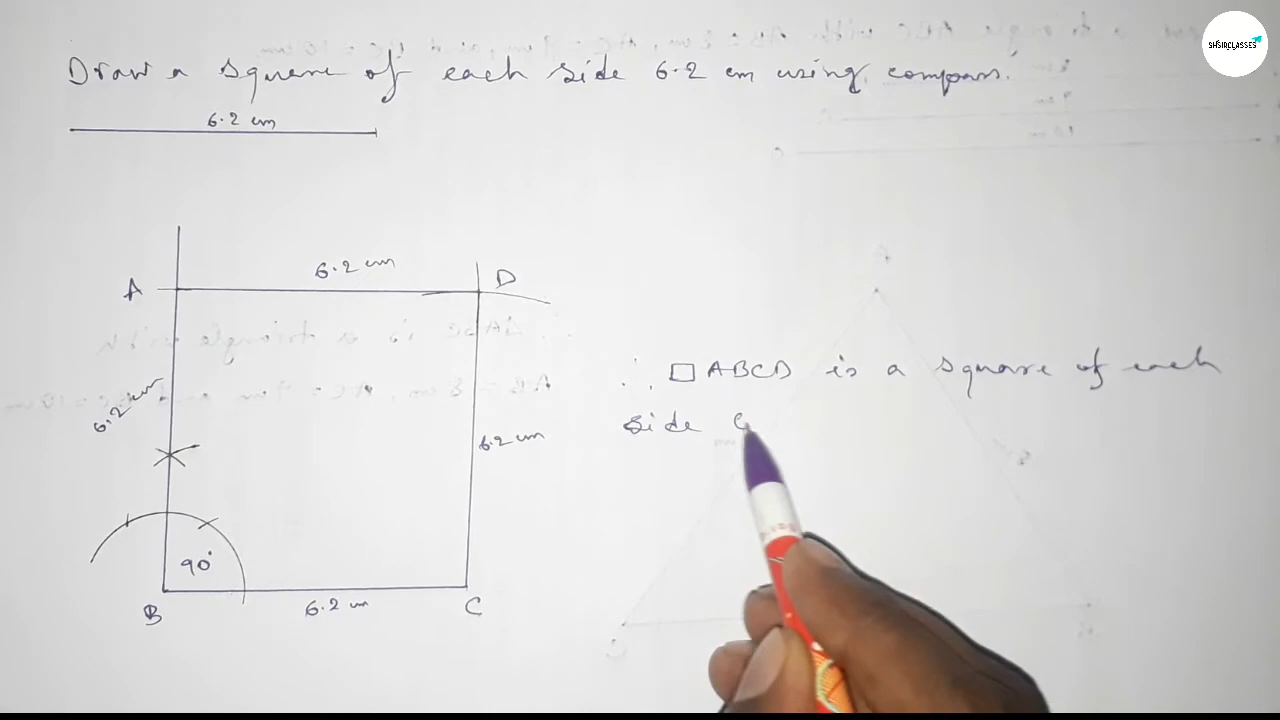 SHSIRCLASSES
Draw a square of each side 6.2 cm using compass.
6.2 cm
A
6.2 cm
D
6.2 cm
6.2 cm
90°
B
6.2 cm
C
∴ □ABCD is a square of each
side 6